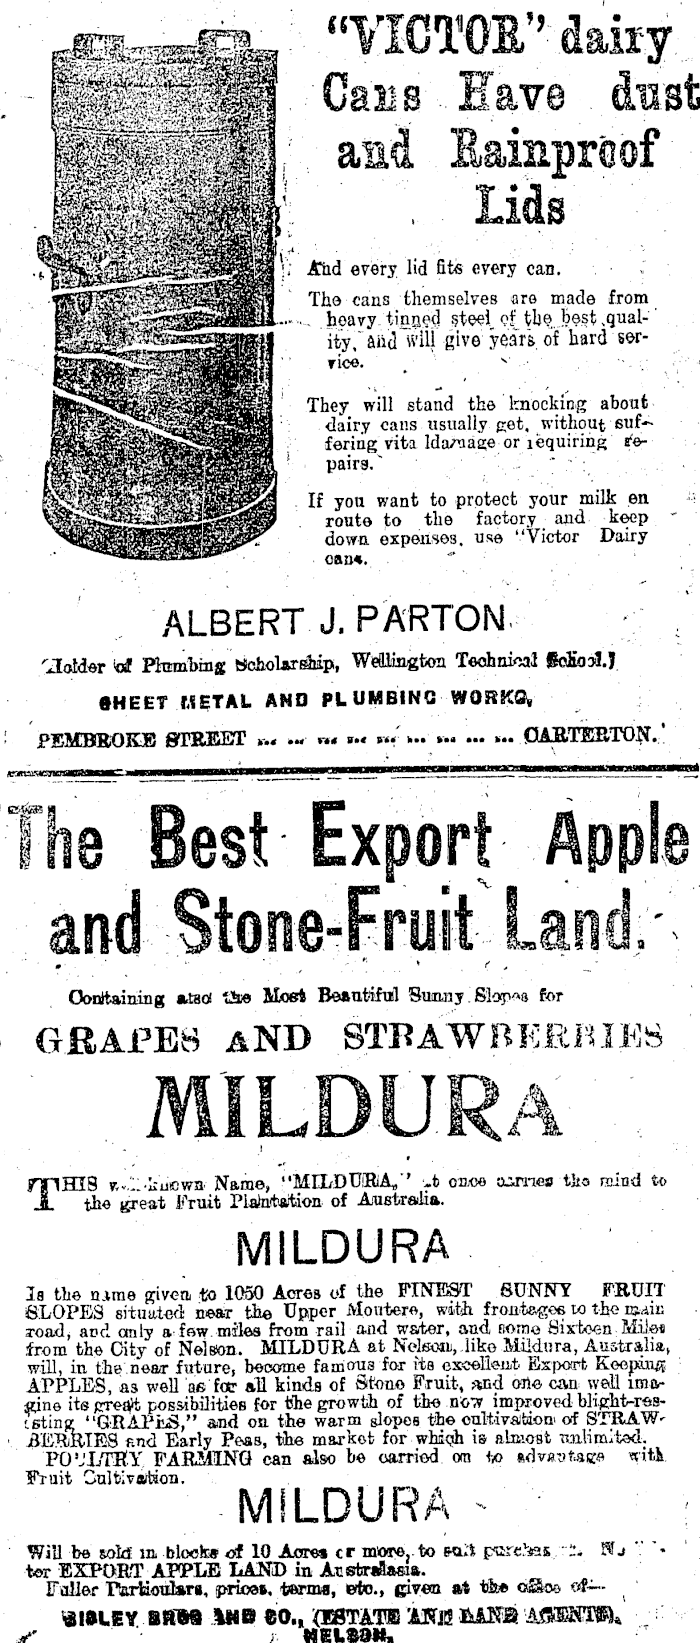 "VICTOR" dairy
Cans Have dust
and Rainproof
Lids
And every lid fits every can.
The cans themselves are made from
heavy tinned steel of the best qual-
ity, and will give years of hard ser-
vice.
They will stand the knocking about
dairy cans usually get, without suf-
fering vita ldamage or requiring re-
pairs.
If you want to protect your milk en
route to the factory and keep
down expenses, use "Victor Dairy
cans.
ALBERT J. PARTON
Holder of Plumbing Scholarship, Wellington Technical School.]
SHEET METAL AND PLUMBING WORKS,
PEMBROKE STREET ... ... ... ... ... ... ... ... ... CARTERTON.
The Best Export Apple
and Stone-Fruit Land.
Containing also the Most Beautiful Sunny Slopes for
GRAPES AND STRAWBERRIES
MILDURA
THIS known Name, "MILDURA," at once carries the mind to
the great Fruit Plantation of Australia.
MILDURA
Is the name given to 1050 Acres of the FINEST SUNNY FRUIT
SLOPES situated near the Upper Moutere, with frontages to the main
road, and only a few miles from rail and water, and some Sixteen Miles
from the City of Nelson. MILDURA at Nelson, like Mildura, Australia,
will, in the near future, become famous for its excellent Export Keeping
APPLES, as well as for all kinds of Stone Fruit, and one can well ima-
gine its great possibilities for the growth of the now improved blight-res-
isting "GRAPES," and on the warm slopes the cultivation of STRAW-
BERRIES and Early Peas, the market for which is almost unlimited.
POULTRY FARMING can also be carried on to advantage with
Fruit Cultivation.
MILDURA
Will be sold in blocks of 10 Acres or more, to suit
ter EXPORT APPLE LAND in Australasia.
Fuller Particulars, prices, terms, etc., given at the office of—
BISLEY BROS AND CO., (ESTATE AND LAND AGENTS),
NELSON.